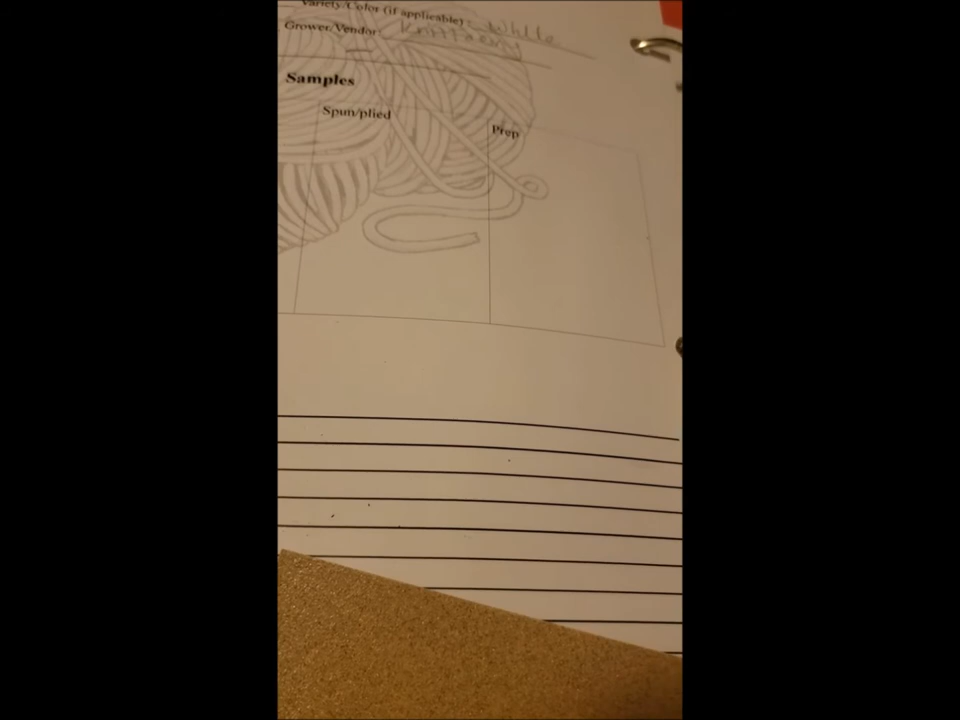 Variety/Color (if applicable) White
Grower/Vendor:
Samples
Spun/plied
Prep